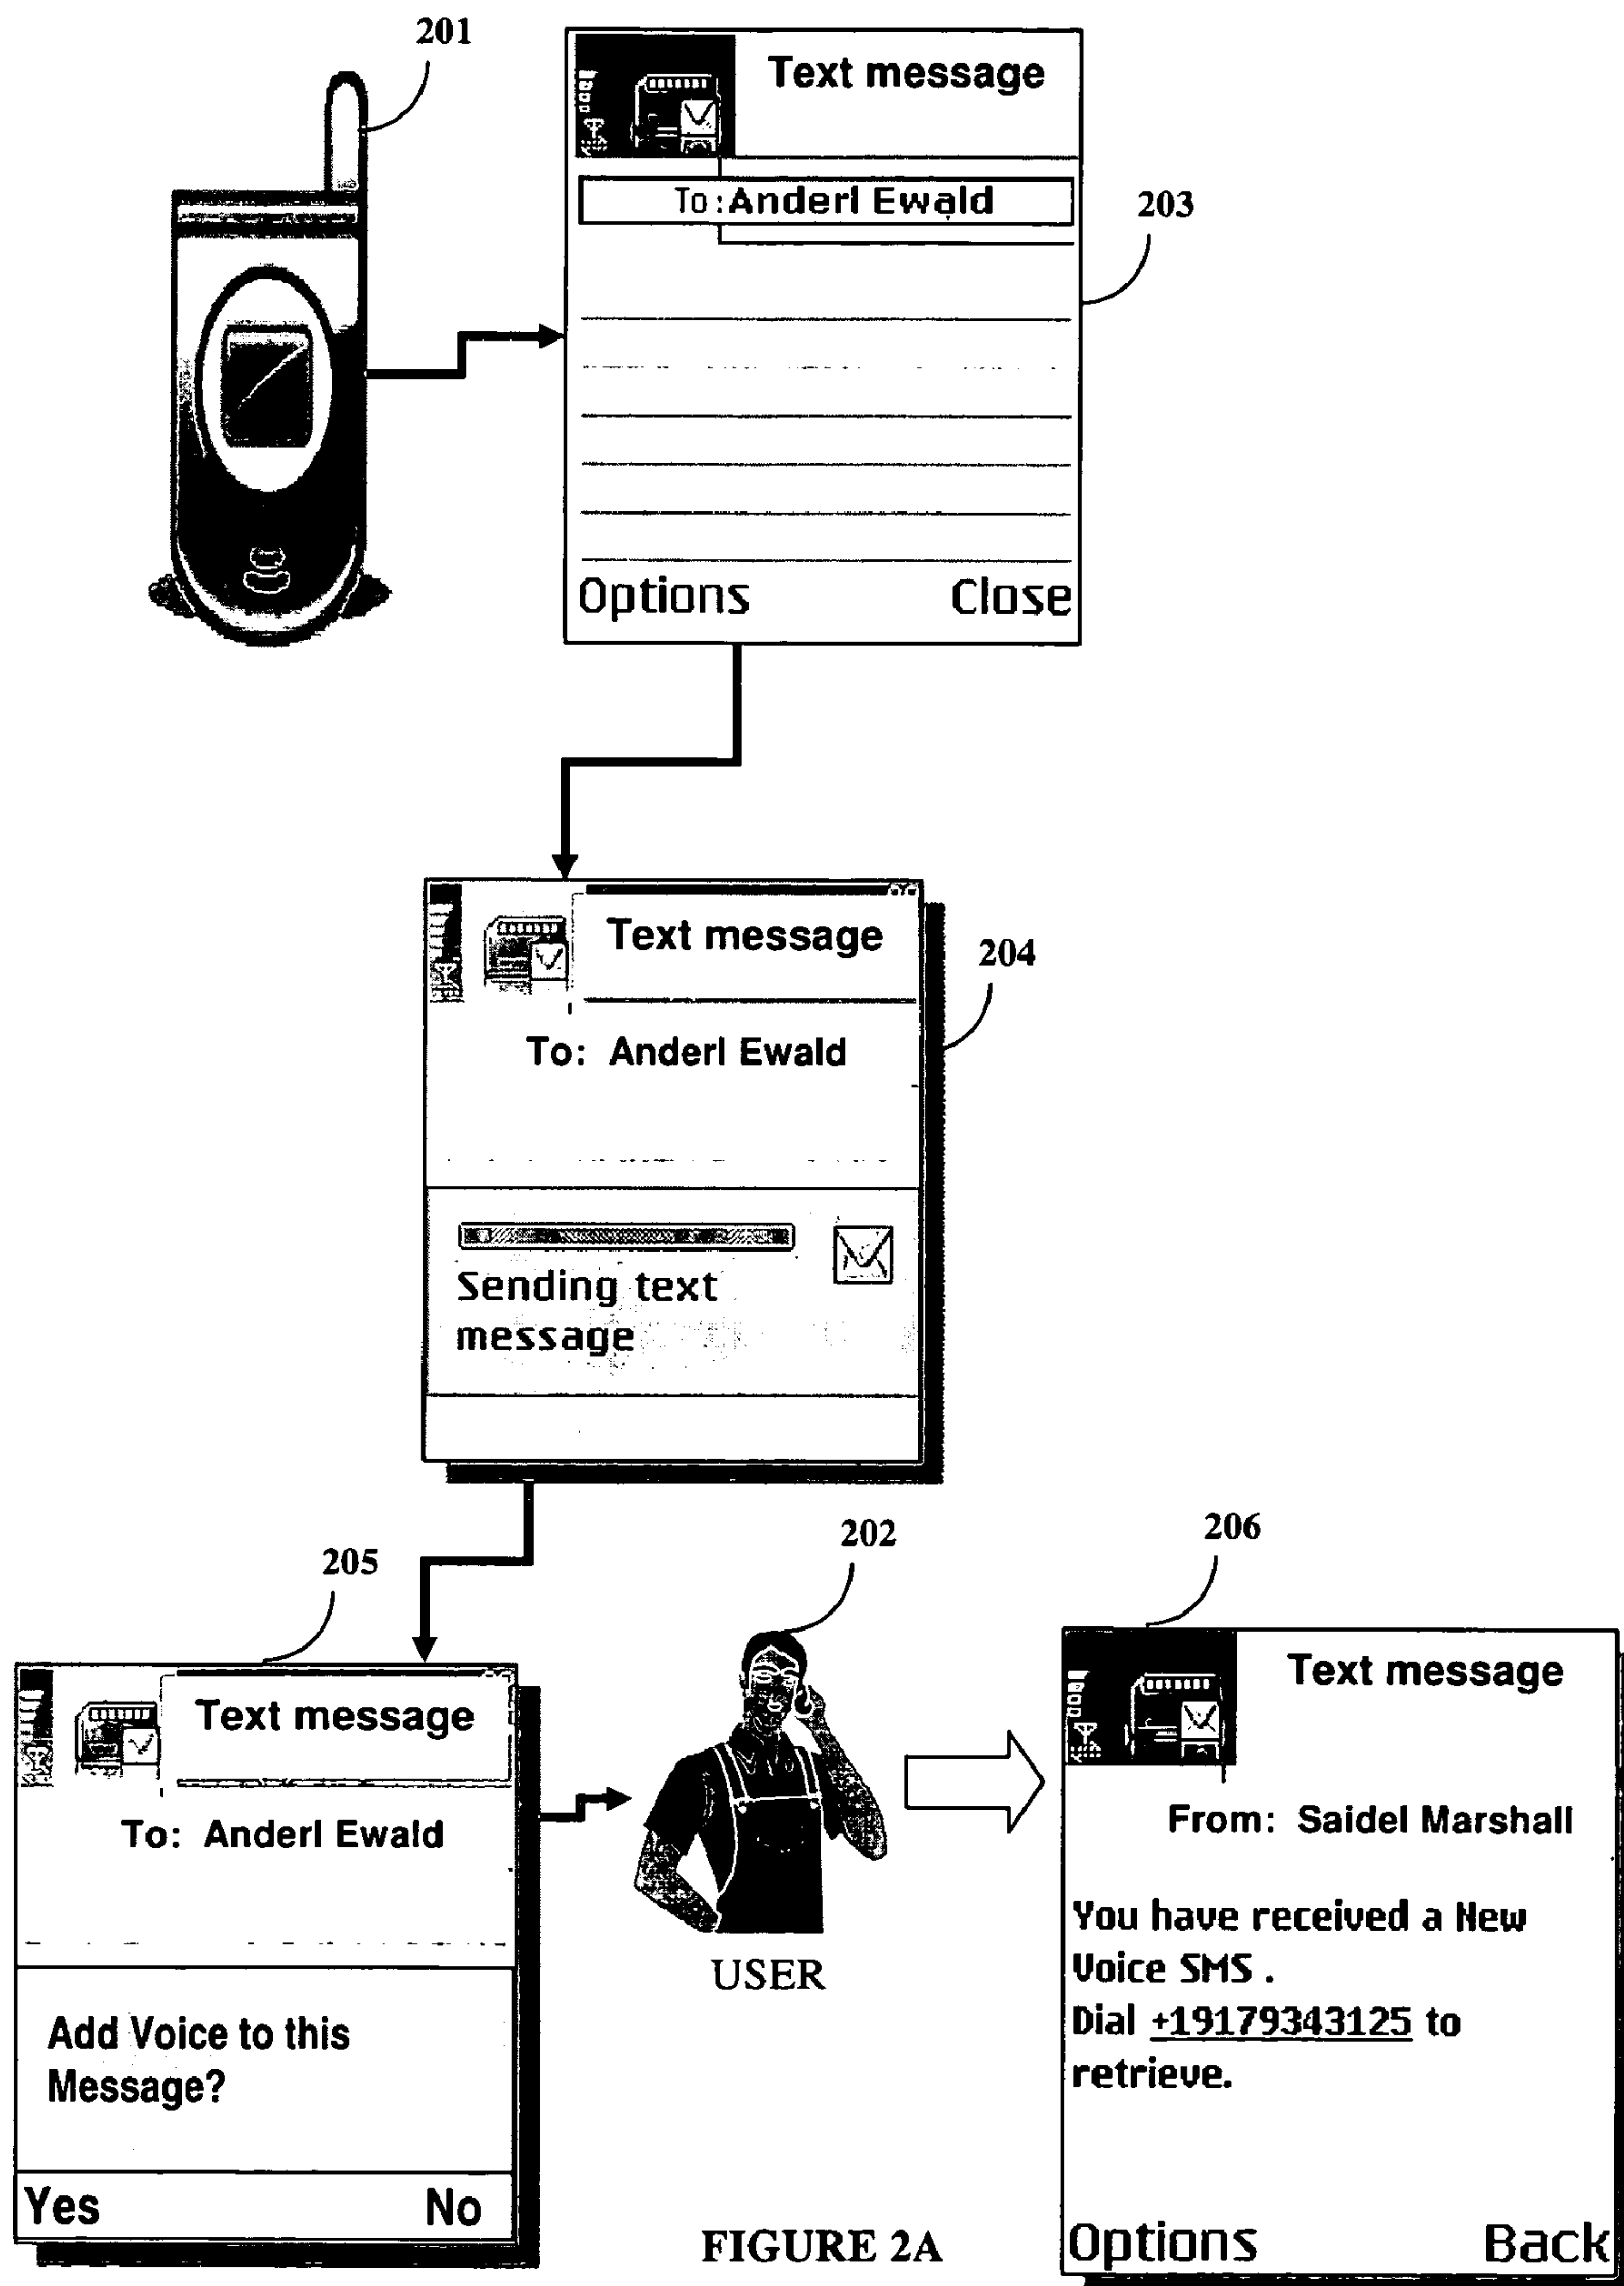 201
Text message
To:Anderl Ewald
203
Options Close
Text message
204
To: Anderl Ewald
Sending text
message
205
202
206
Text message
To: Anderl Ewald
Add Voice to this
Message?
Yes No
USER
Text message
From: Saidel Marshall
You have received a New
Voice SMS .
Dial +19179343125 to
retrieve.
Options Back
FIGURE 2A